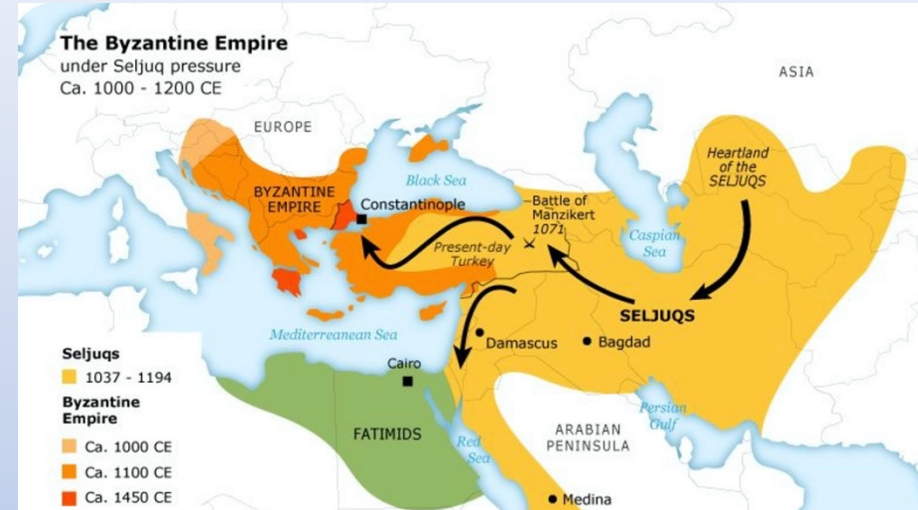 The Byzantine Empire
under Seljuq pressure
Ca. 1000 - 1200 CE
ASIA
EUROPE
Heartland
of the
SELJUQS
Black Sea
BYZANTINE
EMPIRE
Constantinople
Battle of
Manzikert
1071
Caspian
Sea
Present-day
Turkey
SELJUQS
Mediterranean Sea
Damascus
Bagdad
Seljuqs
1037 - 1194
Byzantine
Empire
Ca. 1000 CE
Ca. 1100 CE
Ca. 1450 CE
Cairo
FATIMIDS
Red
Sea
ARABIAN
PENINSULA
Persian
Gulf
Medina